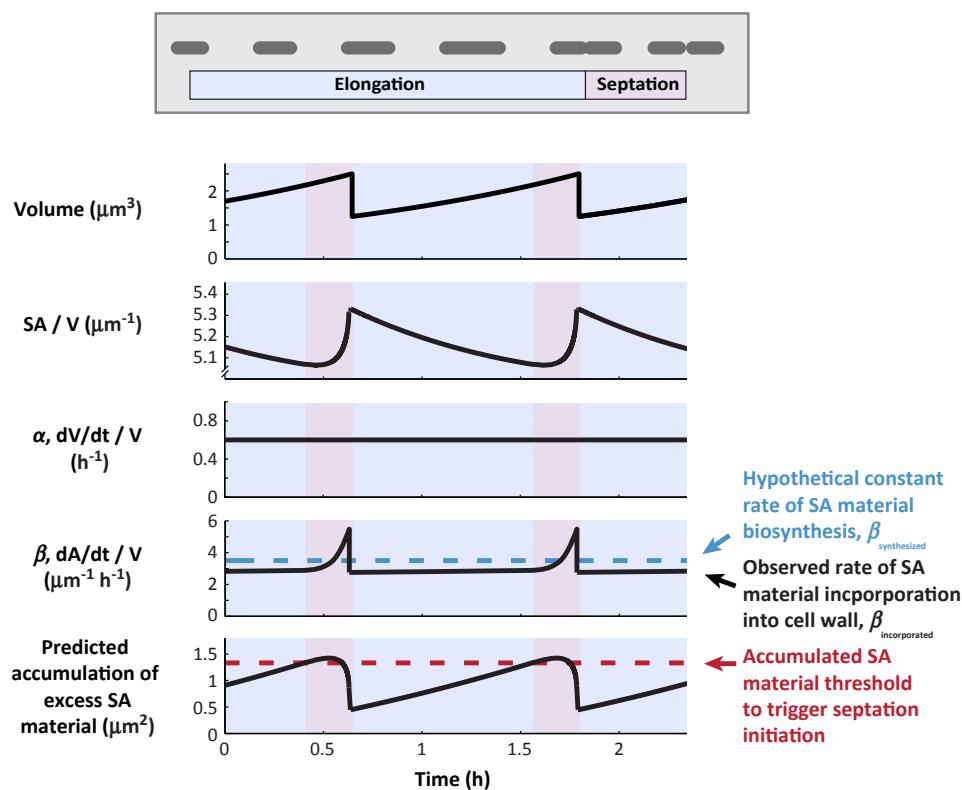 Elongation
Septation
Volume (μm³)
2
1
0
SA / V (μm⁻¹)
5.4
5.3
5.2
5.1
α, dV/dt / V
(h⁻¹)
0.8
0.4
0
β, dA/dt / V
(μm⁻¹ h⁻¹)
6
4
2
0
Hypothetical constant
rate of SA material
biosynthesis, β synthesized
Observed rate of SA
material incporporation
into cell wall, β incorporated
Predicted
accumulation of
excess SA
material (μm²)
1.5
1
0.5
0
Accumulated SA
material threshold
to trigger septation
initiation
0
0.5
1
1.5
2
Time (h)